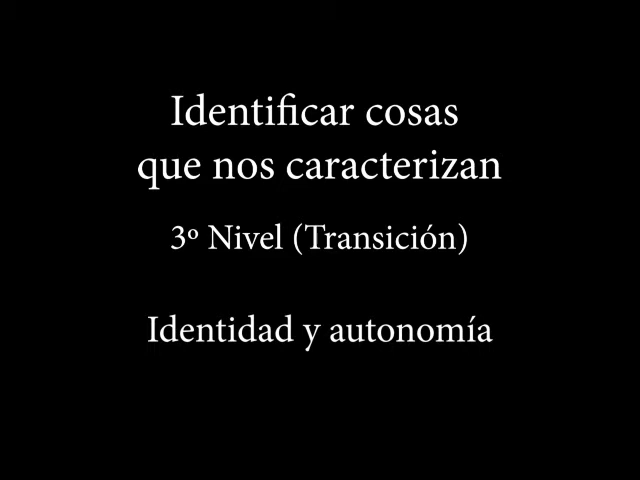 Identificar cosas
que nos caracterizan
3º Nivel (Transición)
Identidad y autonomía